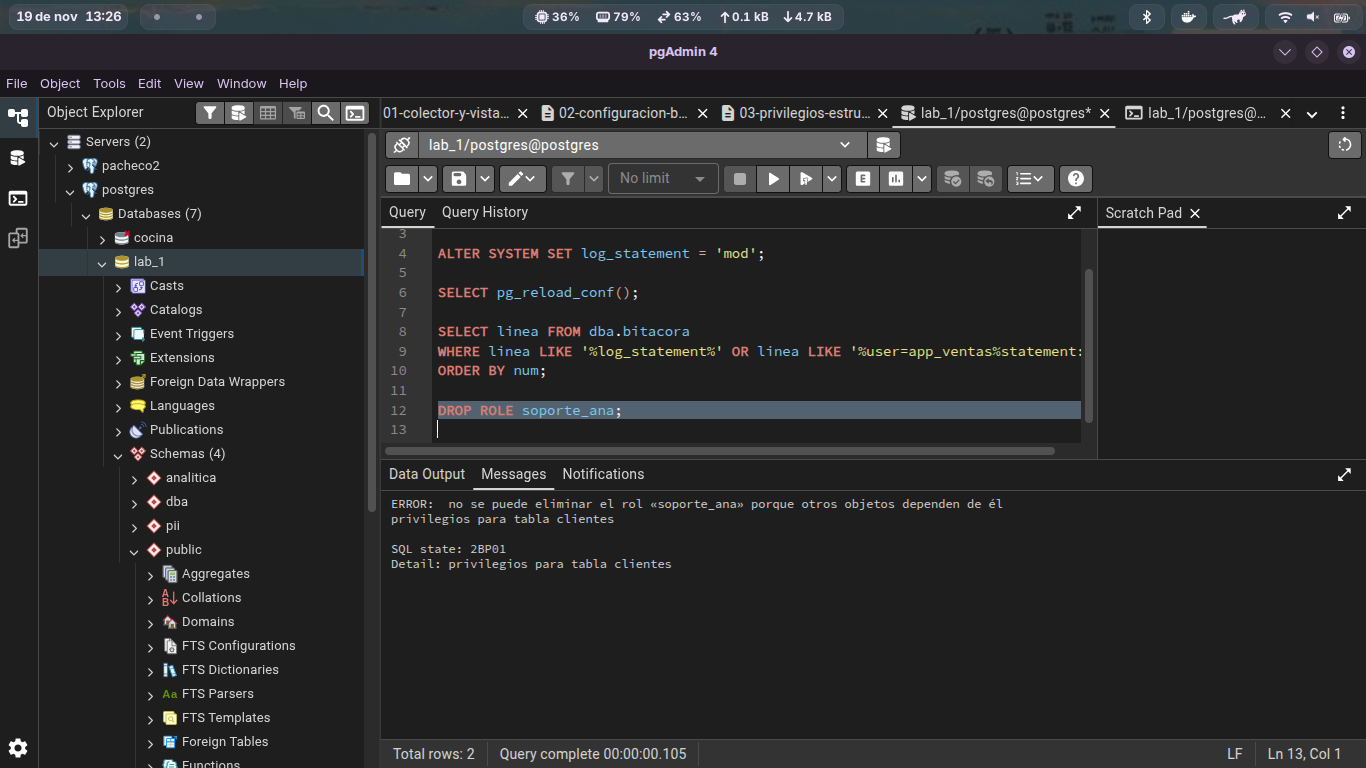 19 de nov 13:26
36% 79% 63% ↑0.1 kB ↓4.7 kB
pgAdmin 4
File Object Tools Edit View Window Help
Object Explorer
01-colector-y-vista... 02-configuracion-b... 03-privilegios-estru... lab_1/postgres@postgres* lab_1/postgres@...
Servers (2)
pacheco2
postgres
Databases (7)
cocina
lab_1
Casts
Catalogs
Event Triggers
Extensions
Foreign Data Wrappers
Languages
Publications
Schemas (4)
analitica
dba
pii
public
Aggregates
Collations
Domains
FTS Configurations
FTS Dictionaries
Aa FTS Parsers
FTS Templates
Foreign Tables
Functions
lab_1/postgres@postgres
No limit
E
Query Query History
Scratch Pad
3
4 ALTER SYSTEM SET log_statement = 'mod';
5
6 SELECT pg_reload_conf();
7
8 SELECT linea FROM dba.bitacora
9 WHERE linea LIKE '%log_statement%' OR linea LIKE '%user=app_ventas%statement:
10 ORDER BY num;
11
12 DROP ROLE soporte_ana;
13
Data Output Messages Notifications
ERROR: no se puede eliminar el rol «soporte_ana» porque otros objetos dependen de él
privilegios para tabla clientes
SQL state: 2BP01
Detail: privilegios para tabla clientes
Total rows: 2 Query complete 00:00:00.105 LF Ln 13, Col 1